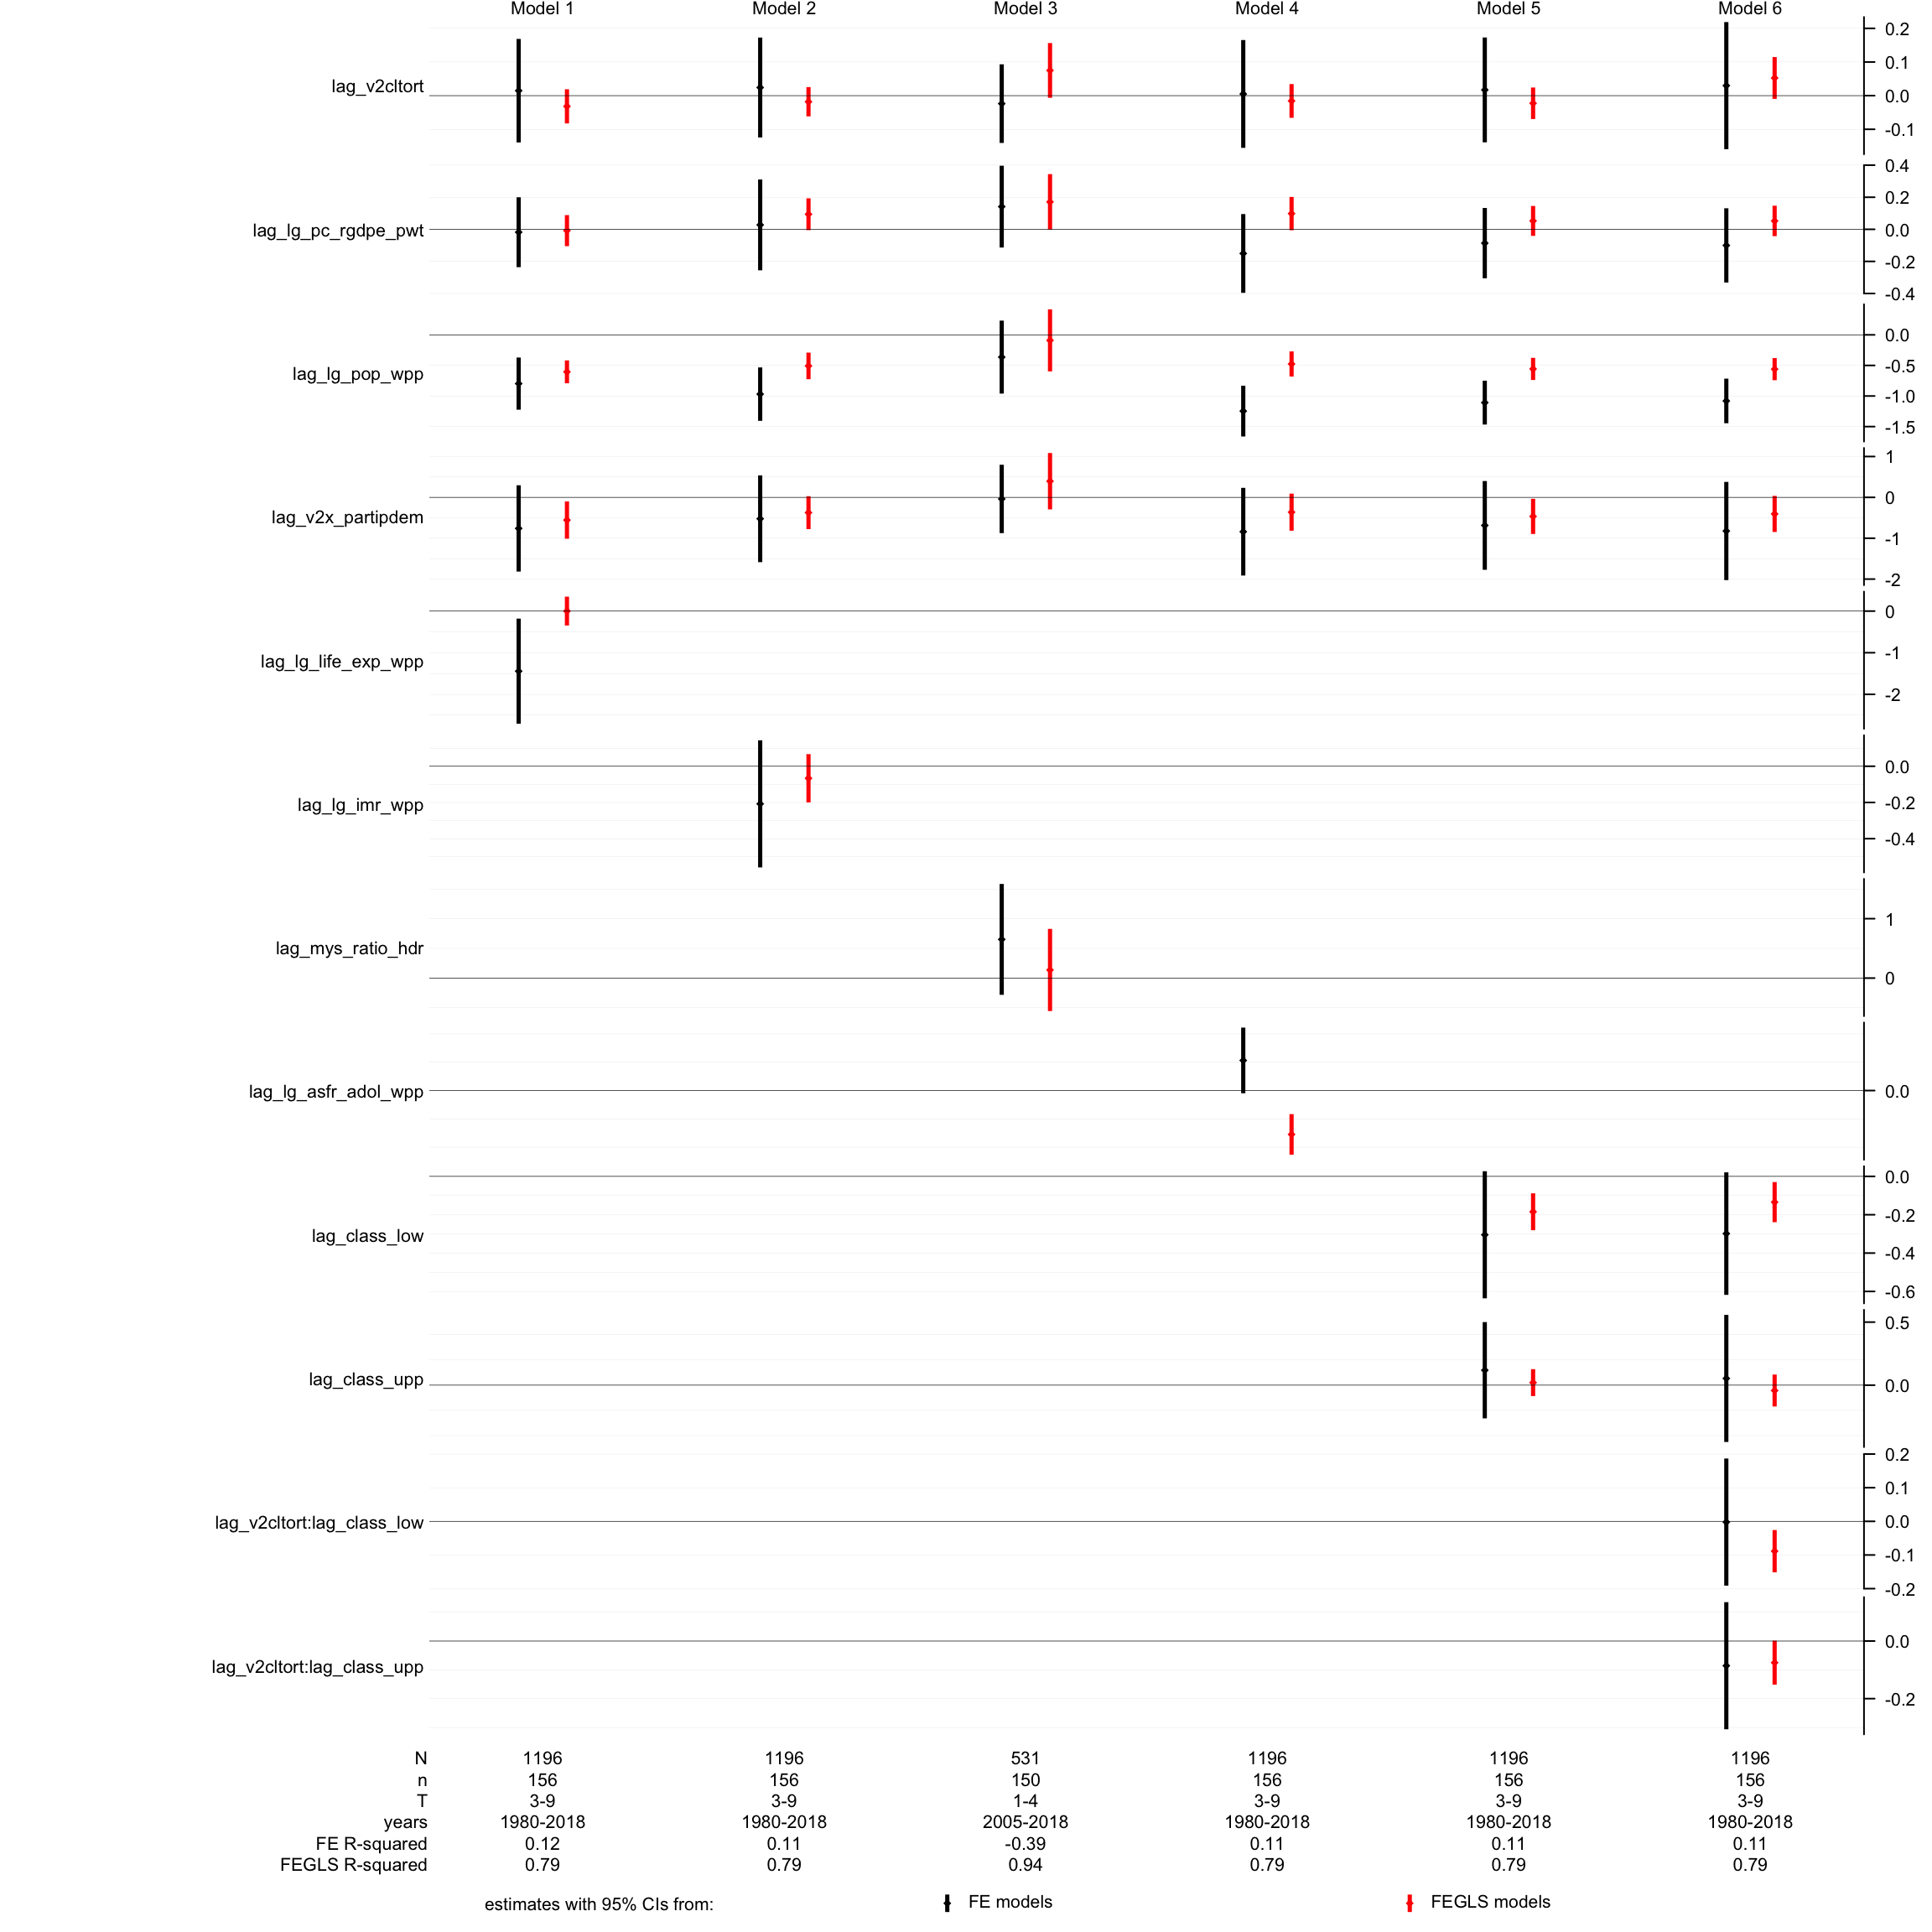 Model 1 Model 2 Model 3 Model 4 Model 5 Model 6
lag_v2cltort
0.2
0.1
0.0
-0.1
lag_lg_pc_rgdpe_pwt
0.4
0.2
0.0
-0.2
-0.4
lag_lg_pop_wpp
0.0
-0.5
-1.0
-1.5
lag_v2x_partipdem
1
0
-1
-2
lag_lg_life_exp_wpp
0
-1
-2
lag_lg_imr_wpp
0.0
-0.2
-0.4
lag_mys_ratio_hdr
1
0
lag_lg_asfr_adol_wpp
0.0
lag_class_low
0.0
-0.2
-0.4
-0.6
lag_class_upp
0.5
0.0
lag_v2cltort:lag_class_low
0.2
0.1
0.0
-0.1
-0.2
lag_v2cltort:lag_class_upp
0.0
-0.2
N 1196 1196 531 1196 1196 1196
n 156 156 150 156 156 156
T 3-9 3-9 1-4 3-9 3-9 3-9
years 1980-2018 1980-2018 2005-2018 1980-2018 1980-2018 1980-2018
FE R-squared 0.12 0.11 -0.39 0.11 0.11 0.11
FEGLS R-squared 0.79 0.79 0.94 0.79 0.79 0.79
estimates with 95% CIs from: FE models FEGLS models